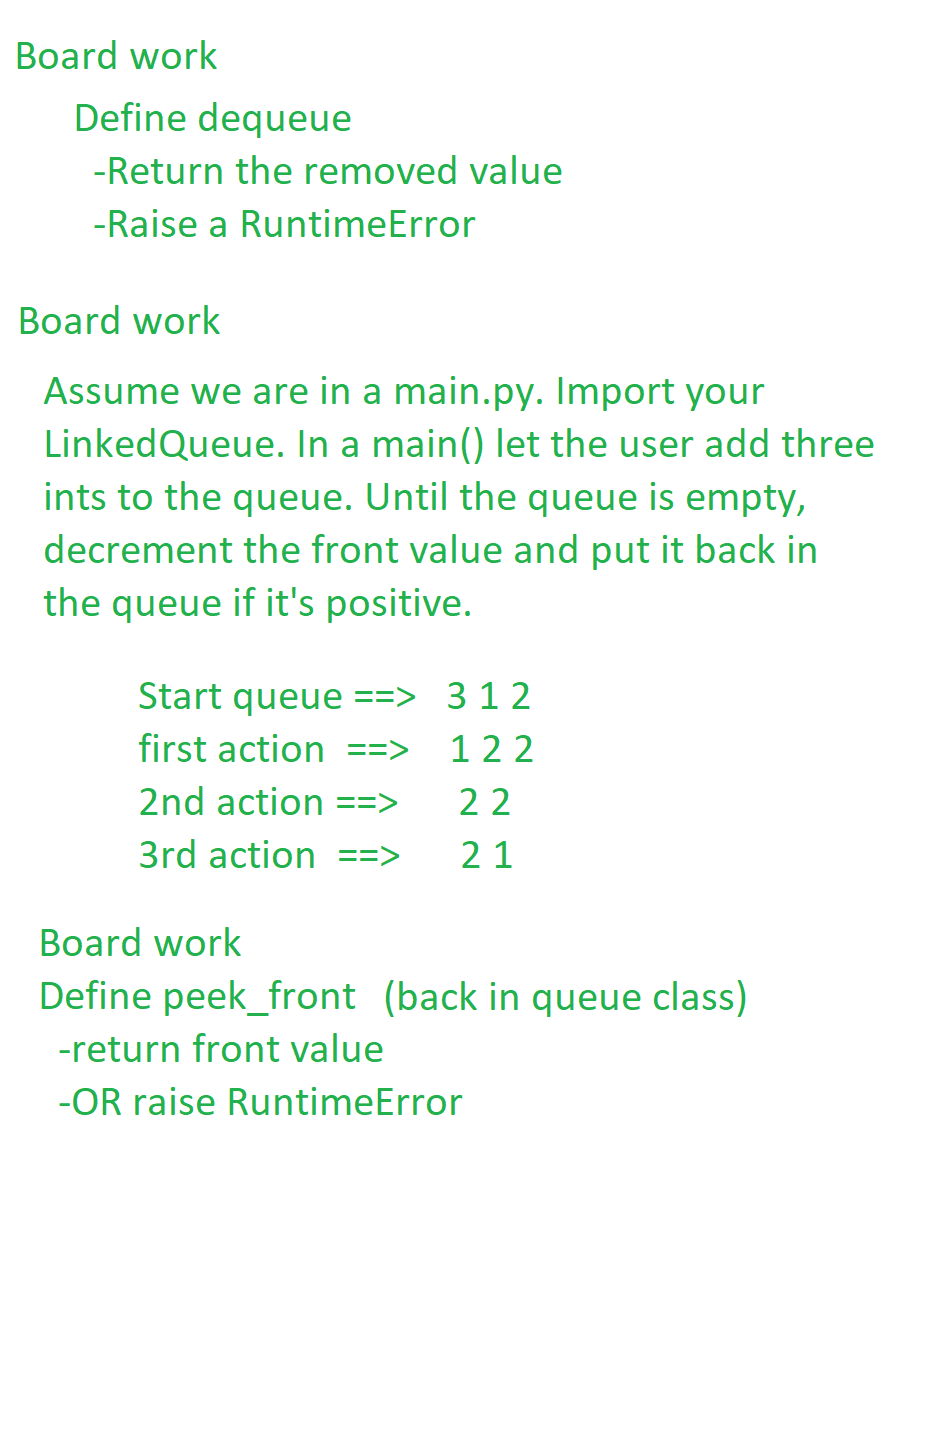 Board work
Define dequeue
-Return the removed value
-Raise a RuntimeError
Board work
Assume we are in a main.py. Import your
LinkedQueue. In a main() let the user add three
ints to the queue. Until the queue is empty,
decrement the front value and put it back in
the queue if it's positive.
Start queue ==> 3 1 2
first action ==> 1 2 2
2nd action ==> 2 2
3rd action ==> 2 1
Board work
Define peek_front (back in queue class)
-return front value
-OR raise RuntimeError